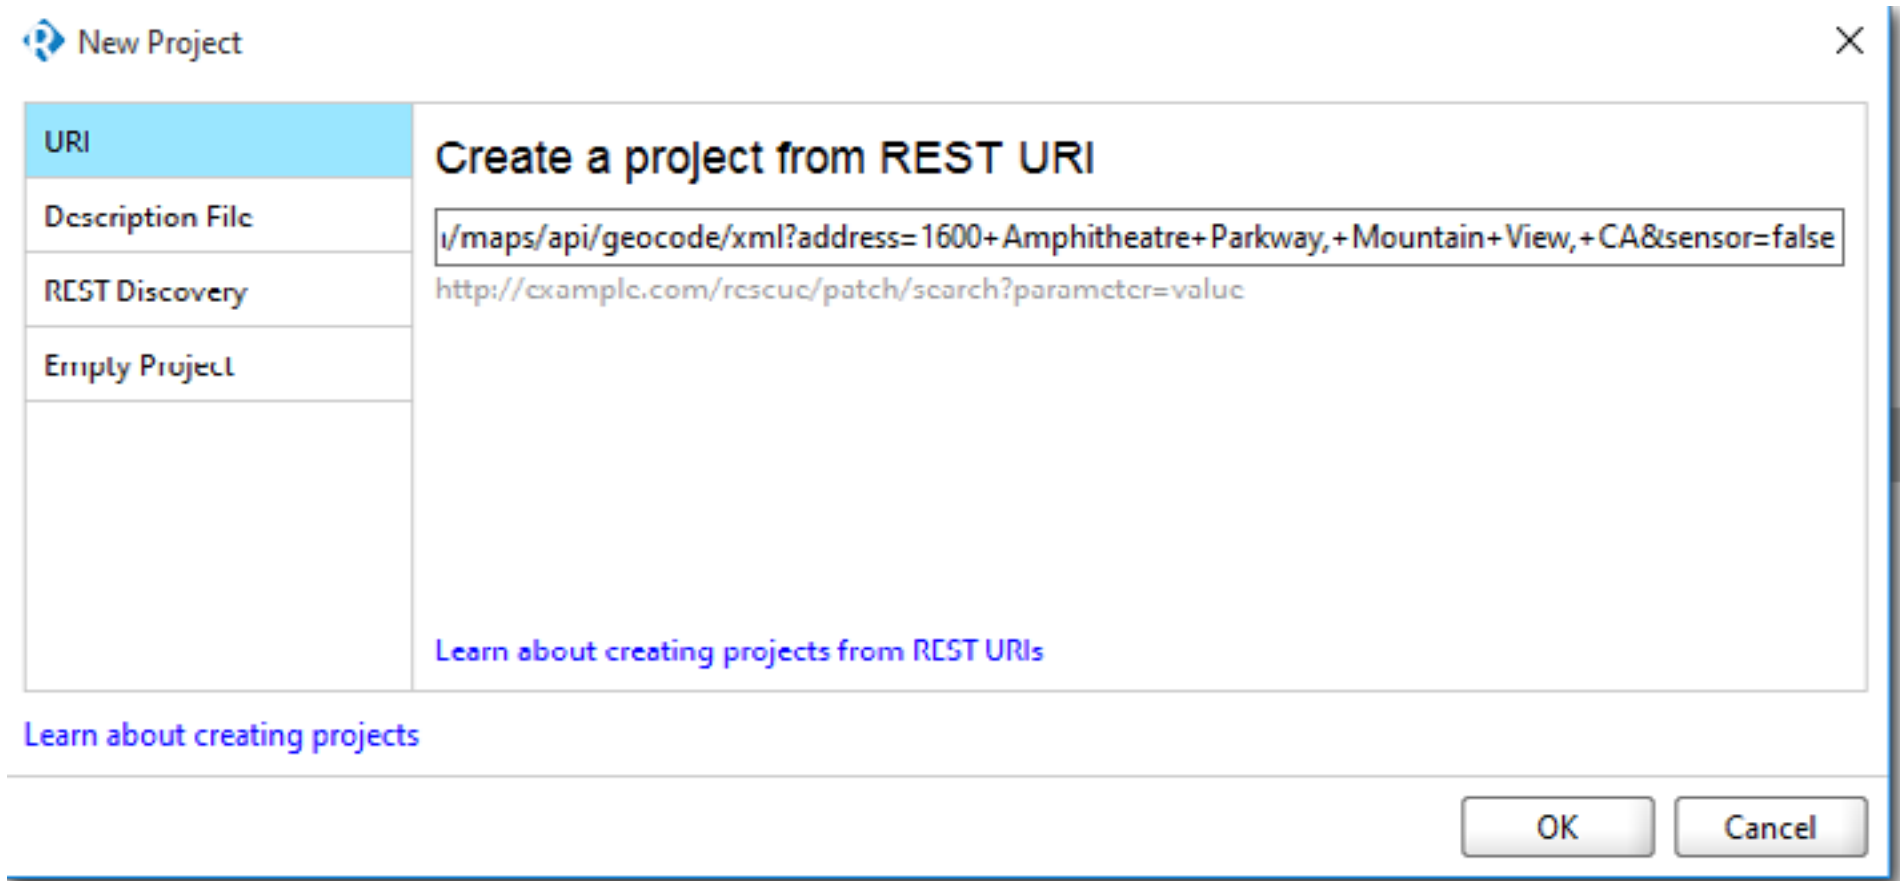 New Project
URI
Description File
REST Discovery
Empty Project
Create a project from REST URI
/maps/api/geocode/xml?address=1600+Amphitheatre+Parkway,+Mountain+View,+CA&sensor=false
http://example.com/rescue/patch/search?parameter=value
Learn about creating projects from REST URIs
Learn about creating projects
OK
Cancel